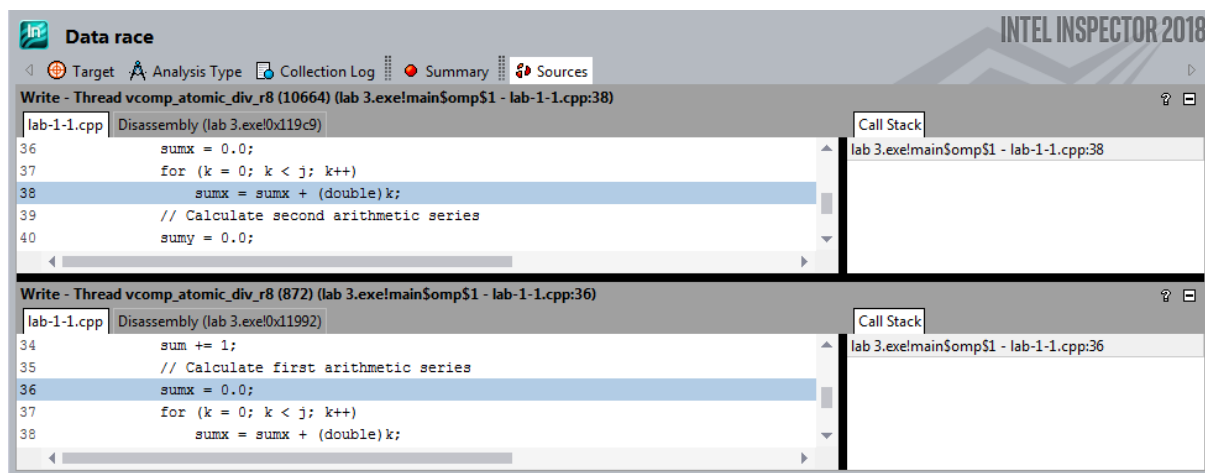 In Data race
INTEL INSPECTOR 2018
Target Analysis Type Collection Log Summary Sources
Write - Thread vcomp_atomic_div_r8 (10664) (lab 3.exe!main$omp$1 - lab-1-1.cpp:38) ?
lab-1-1.cpp Disassembly (lab 3.exe!0x119c9) Call Stack
36 sumx = 0.0; lab 3.exe!main$omp$1 - lab-1-1.cpp:38
37 for (k = 0; k < j; k++)
38 sumx = sumx + (double)k;
39 // Calculate second arithmetic series
40 sumy = 0.0;
Write - Thread vcomp_atomic_div_r8 (872) (lab 3.exe!main$omp$1 - lab-1-1.cpp:36) ?
lab-1-1.cpp Disassembly (lab 3.exe!0x11992) Call Stack
34 sum += 1; lab 3.exe!main$omp$1 - lab-1-1.cpp:36
35 // Calculate first arithmetic series
36 sumx = 0.0;
37 for (k = 0; k < j; k++)
38 sumx = sumx + (double)k;